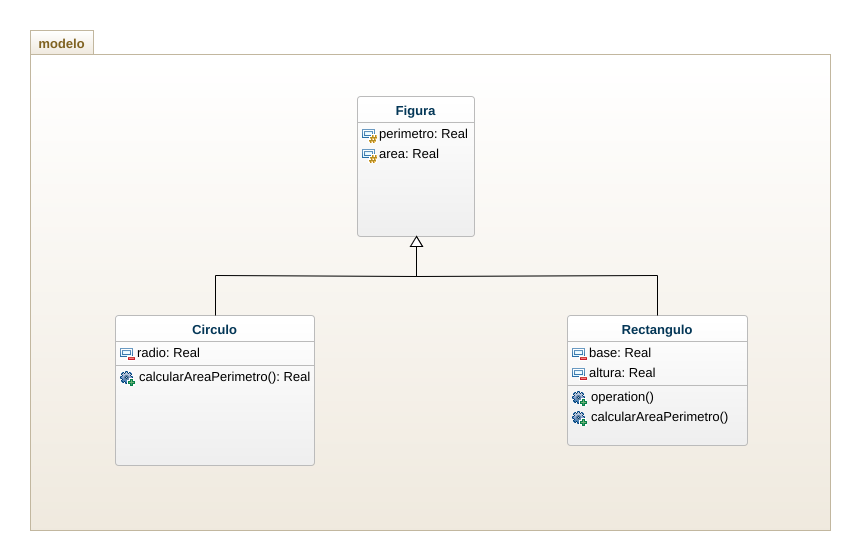 modelo
Figura
perimetro: Real
area: Real
Circulo
radio: Real
calcularAreaPerimetro(): Real
Rectangulo
base: Real
altura: Real
operation()
calcularAreaPerimetro()